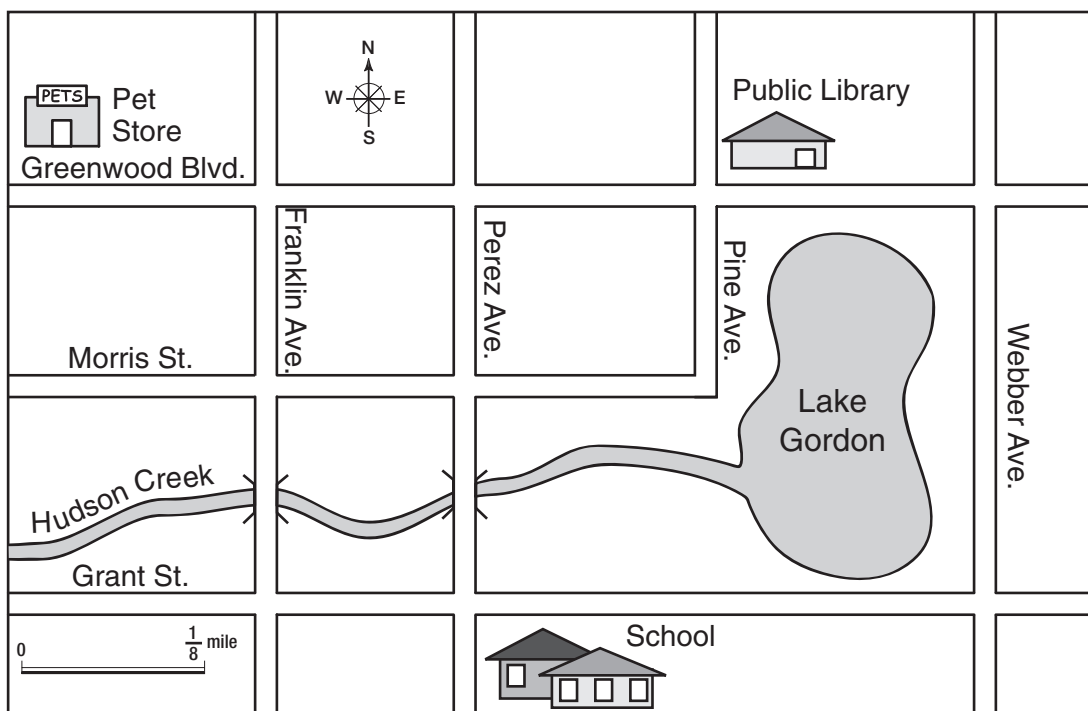 PETS
Pet
Store
Greenwood Blvd.
N
W
E
S
Public Library
Franklin Ave.
Perez Ave.
Pine Ave.
Webber Ave.
Morris St.
Lake
Gordon
Hudson Creek
Grant St.
0
1/8 mile
School